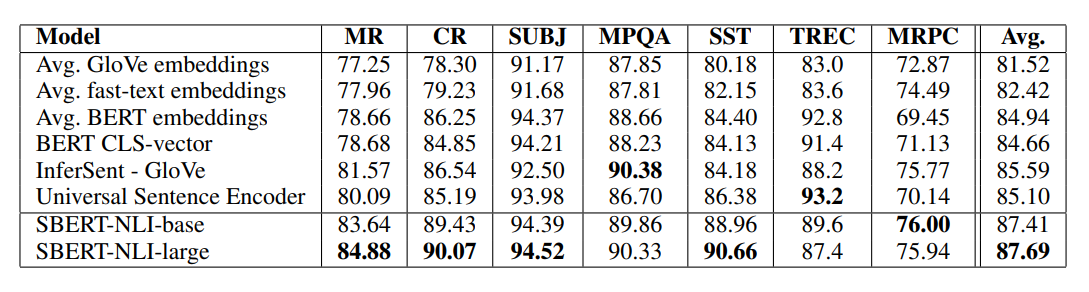 Model MR CR SUBJ MPQA SST TREC MRPC Avg.
Avg. GloVe embeddings 77.25 78.30 91.17 87.85 80.18 83.0 72.87 81.52
Avg. fast-text embeddings 77.96 79.23 91.68 87.81 82.15 83.6 74.49 82.42
Avg. BERT embeddings 78.66 86.25 94.37 88.66 84.40 92.8 69.45 84.94
BERT CLS-vector 78.68 84.85 94.21 88.23 84.13 91.4 71.13 84.66
InferSent - GloVe 81.57 86.54 92.50 90.38 84.18 88.2 75.77 85.59
Universal Sentence Encoder 80.09 85.19 93.98 86.70 86.38 93.2 70.14 85.10
SBERT-NLI-base 83.64 89.43 94.39 89.86 88.96 89.6 76.00 87.41
SBERT-NLI-large 84.88 90.07 94.52 90.33 90.66 87.4 75.94 87.69